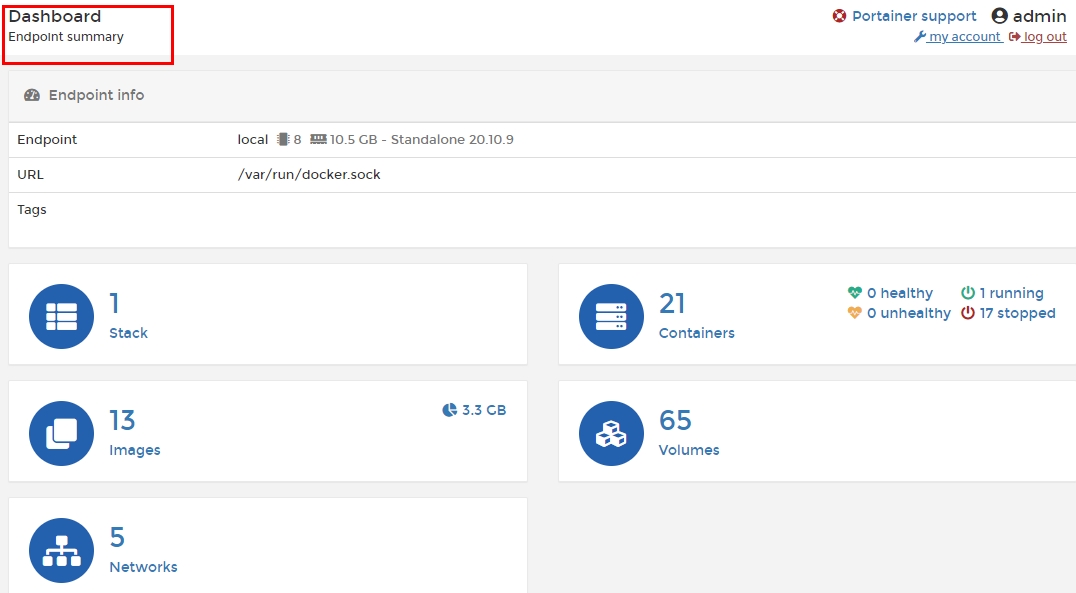 Dashboard
Endpoint summary
Portainer support admin
my account log out
Endpoint info
Endpoint local 8 10.5 GB - Standalone 20.10.9
URL /var/run/docker.sock
Tags
1
Stack
21
Containers
0 healthy 1 running
0 unhealthy 17 stopped
13
Images
3.3 GB
65
Volumes
5
Networks